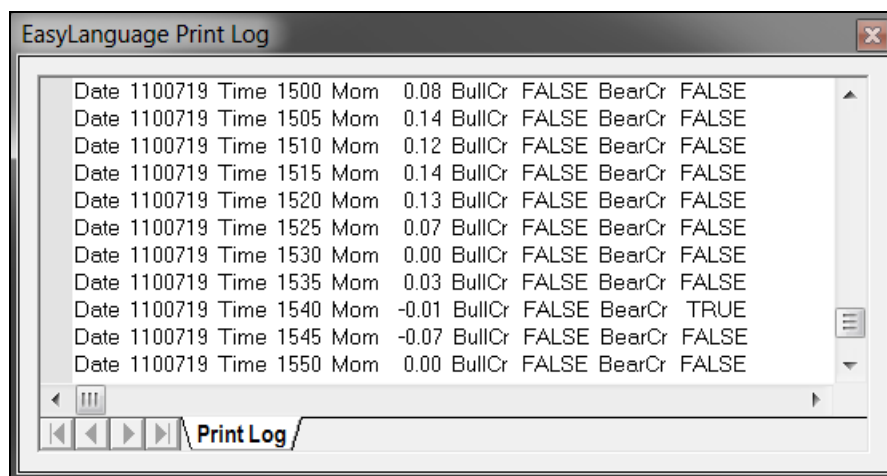 EasyLanguage Print Log
Date 1100719 Time 1500 Mom 0.08 BullCr FALSE BearCr FALSE
Date 1100719 Time 1505 Mom 0.14 BullCr FALSE BearCr FALSE
Date 1100719 Time 1510 Mom 0.12 BullCr FALSE BearCr FALSE
Date 1100719 Time 1515 Mom 0.14 BullCr FALSE BearCr FALSE
Date 1100719 Time 1520 Mom 0.13 BullCr FALSE BearCr FALSE
Date 1100719 Time 1525 Mom 0.07 BullCr FALSE BearCr FALSE
Date 1100719 Time 1530 Mom 0.00 BullCr FALSE BearCr FALSE
Date 1100719 Time 1535 Mom 0.03 BullCr FALSE BearCr FALSE
Date 1100719 Time 1540 Mom -0.01 BullCr FALSE BearCr TRUE
Date 1100719 Time 1545 Mom -0.07 BullCr FALSE BearCr FALSE
Date 1100719 Time 1550 Mom 0.00 BullCr FALSE BearCr FALSE
Print Log